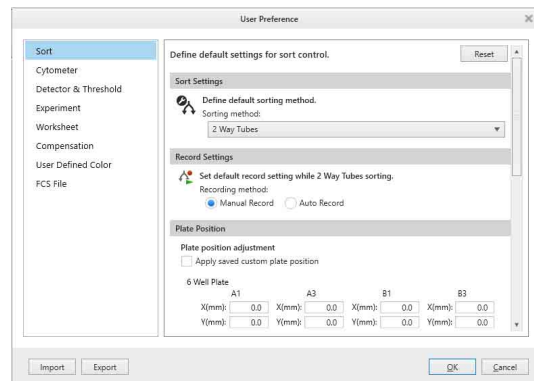 User Preference
Sort
Cytometer
Detector & Threshold
Experiment
Worksheet
Compensation
User Defined Color
FCS File
Define default settings for sort control.
Reset
Sort Settings
Define default sorting method.
Sorting method:
2 Way Tubes
Record Settings
Set default record setting while 2 Way Tubes sorting.
Recording method:
Manual Record Auto Record
Plate Position
Plate position adjustment
Apply saved custom plate position
6 Well Plate
A1 A3 B1 B3
X(mm): 0.0 X(mm): 0.0 X(mm): 0.0 X(mm): 0.0
Y(mm): 0.0 Y(mm): 0.0 Y(mm): 0.0 Y(mm): 0.0
Import Export OK Cancel